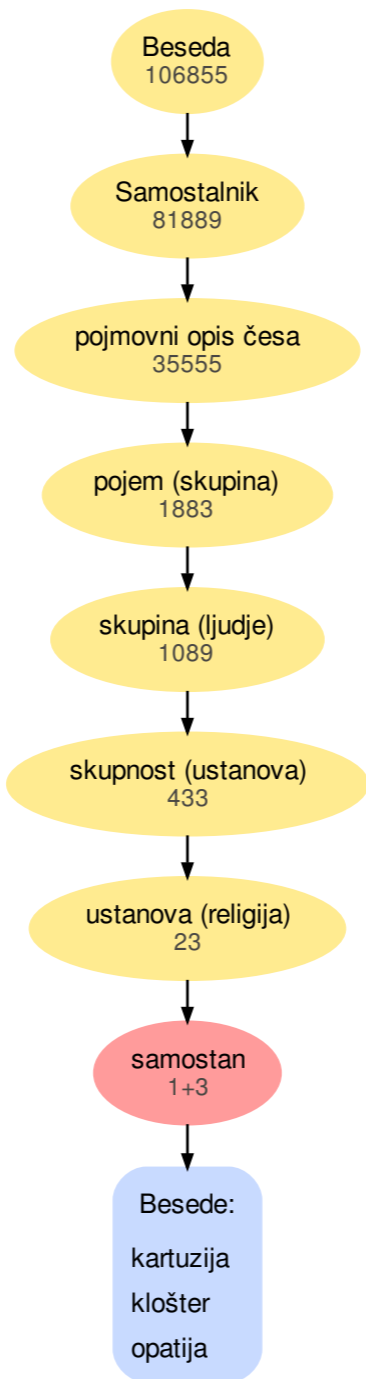 Beseda
106855
Samostalnik
81889
pojmovni opis česa
35555
pojem (skupina)
1883
skupina (ljudje)
1089
skupnost (ustanova)
433
ustanova (religija)
23
samostan
1+3
Besede:
kartuzija
klošter
opatija